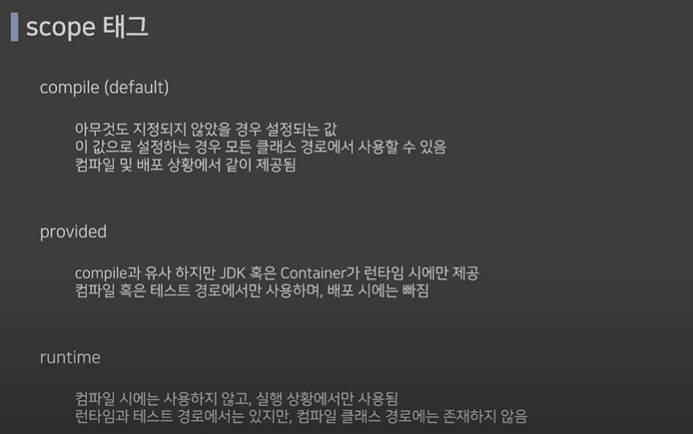 scope 태그
compile (default)
아무것도 지정되지 않았을 경우 설정되는 값
이 값으로 설정하는 경우 모든 클래스 경로에서 사용할 수 있음
컴파일 및 배포 상황에서 같이 제공됨
provided
compile과 유사 하지만 JDK 혹은 Container가 런타임 시에만 제공
컴파일 혹은 테스트 경로에서만 사용하며, 배포 시에는 빠짐
runtime
컴파일 시에는 사용하지 않고, 실행 상황에서만 사용됨
런타임과 테스트 경로에서는 있지만, 컴파일 클래스 경로에는 존재하지 않음